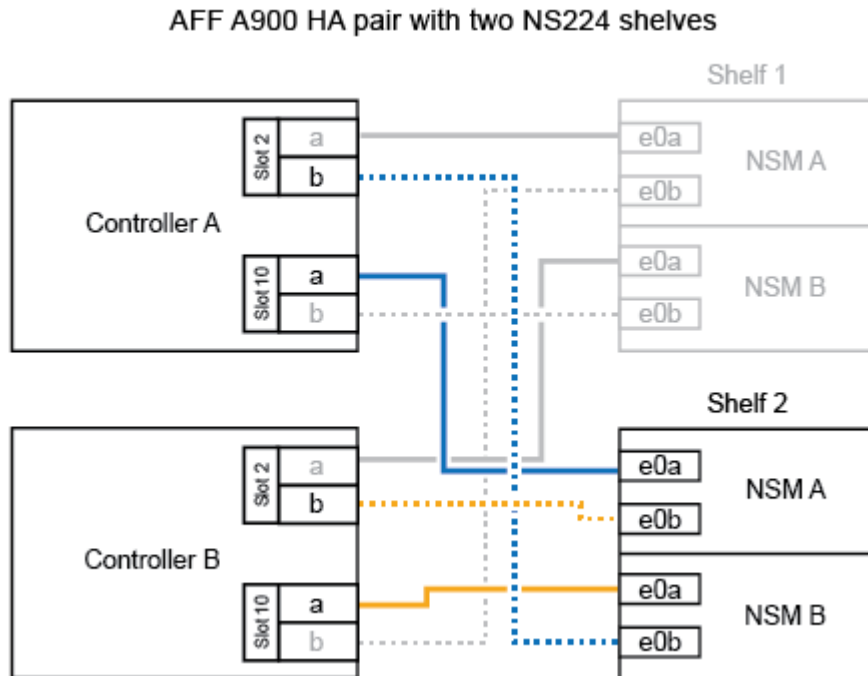 AFF A900 HA pair with two NS224 shelves
Shelf 1
Controller A
Slot 2
a
b
Slot 10
a
b
e0a
e0b
NSM A
e0a
e0b
NSM B
Controller B
Slot 2
a
b
Slot 10
a
b
Shelf 2
e0a
e0b
NSM A
e0a
e0b
NSM B